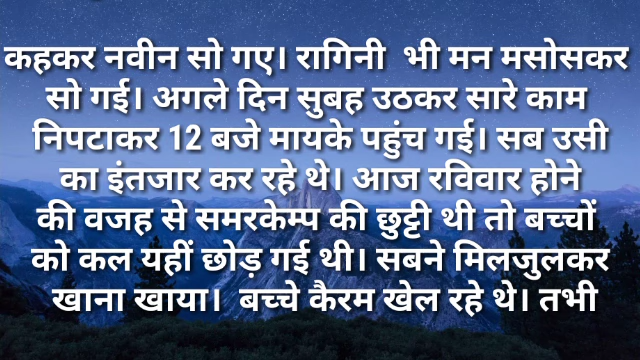 कहकर नवीन सो गए। रागिनी भी मन मसोसकर
सो गई। अगले दिन सुबह उठकर सारे काम
निपटाकर 12 बजे मायके पहुंच गई। सब उसी
का इंतजार कर रहे थे। आज रविवार होने
की वजह से समरकेम्प की छुट्टी थी तो बच्चों
को कल यहीं छोड़ गई थी। सबने मिलजुलकर
खाना खाया। बच्चे कैरम खेल रहे थे। तभी